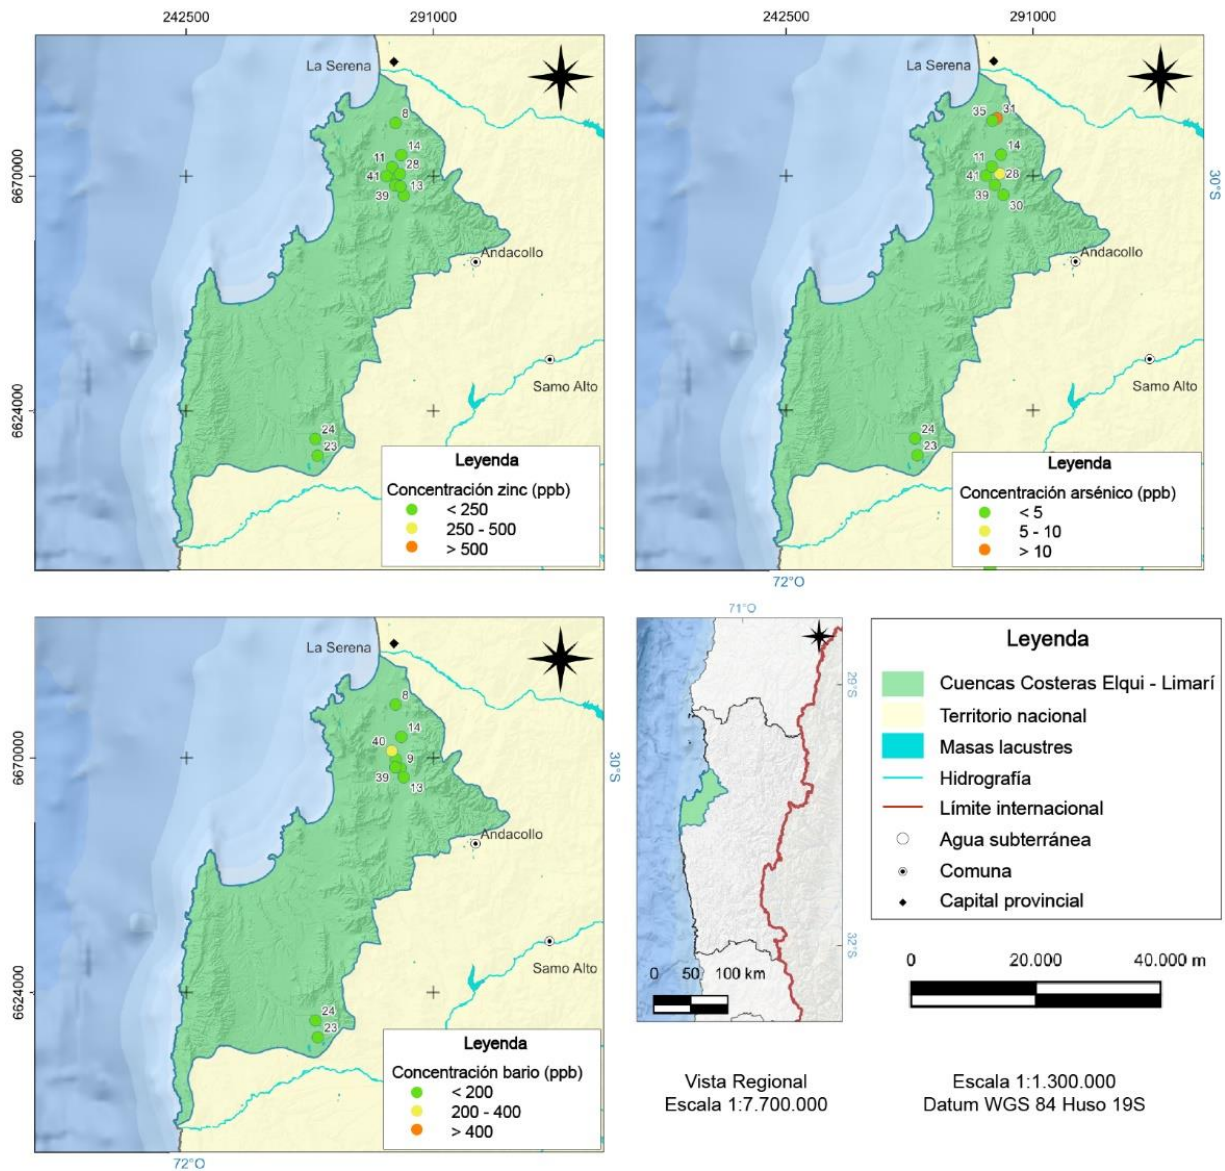 242500
291000
242500
291000
La Serena
8
14
11
28
41
13
39
Andacollo
Samo Alto
24
23
6670000
6624000
Leyenda
Concentración zinc (ppb)
< 250
250 - 500
> 500
La Serena
35
31
14
11
28
41
39
30
Andacollo
Samo Alto
24
23
30°S
Leyenda
Concentración arsénico (ppb)
< 5
5 - 10
> 10
72°O
La Serena
8
14
40
9
39
13
Andacollo
Samo Alto
24
23
6670000
6624000
30°S
Leyenda
Concentración bario (ppb)
< 200
200 - 400
> 400
72°O
71°O
29°S
32°S
0 50 100 km
Vista Regional
Escala 1:7.700.000
Leyenda
Cuencas Costeras Elqui - Limarí
Territorio nacional
Masas lacustres
Hidrografía
Límite internacional
Agua subterránea
Comuna
Capital provincial
0 20.000 40.000 m
Escala 1:1.300.000
Datum WGS 84 Huso 19S